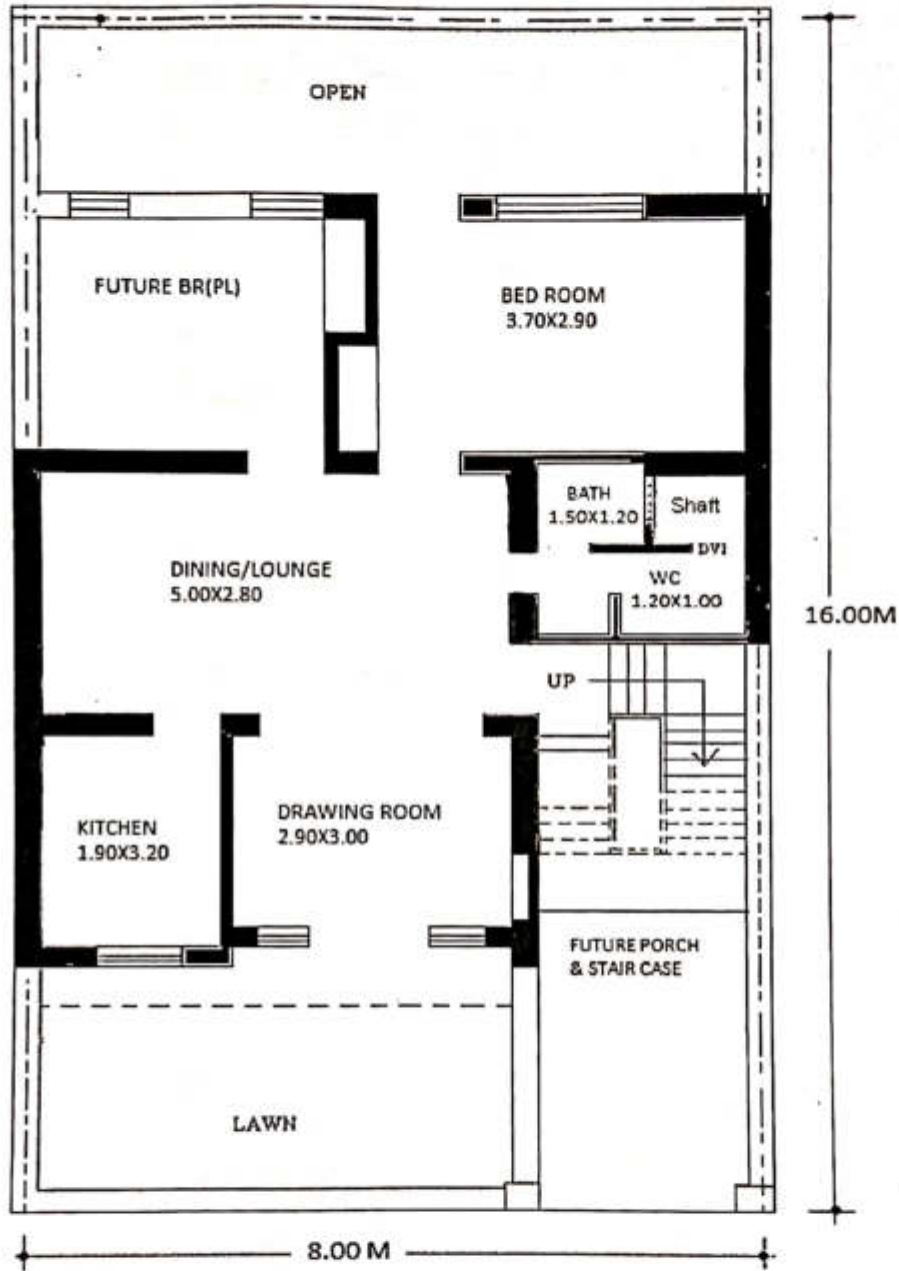 OPEN
FUTURE BR(PL)
BED ROOM
3.70X2.90
BATH
1.50X1.20
Shaft
DV1
WC
1.20X1.00
DINING/LOUNGE
5.00X2.80
16.00M
UP
KITCHEN
1.90X3.20
DRAWING ROOM
2.90X3.00
FUTURE PORCH
& STAIR CASE
LAWN
8.00 M